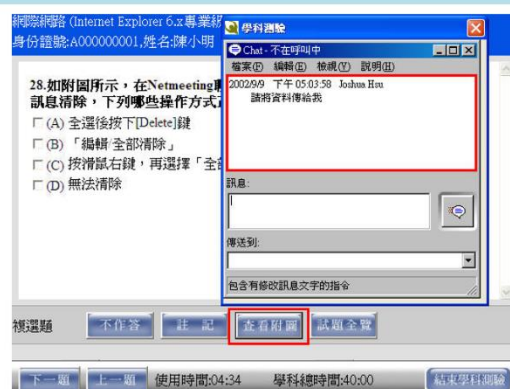 網際網路 (Internet Explorer 6.x專業級
身份證號:A000000001,姓名:陳小明
28.如附圖所示,在Netmeeting
訊息清除,下列哪些操作方式
(A) 全選後按下[Delete]鍵
(B) 「編輯/全部清除」
(C) 按滑鼠右鍵,再選擇「全
(D) 無法清除
學科測驗
Chat - 不在呼叫中
檔案(F) 編輯(E) 檢視(V) 說明(H)
2002/9/9 下午 05:03:58 Joshua Hsu
請將資料傳給我
訊息:
傳送到:
包含有修改訊息文字的指令
複選題
不作答
註 記
查看附圖
試題全覽
下一題
上一題
使用時間:04:34
學科總時間:40:00
結束學科測驗